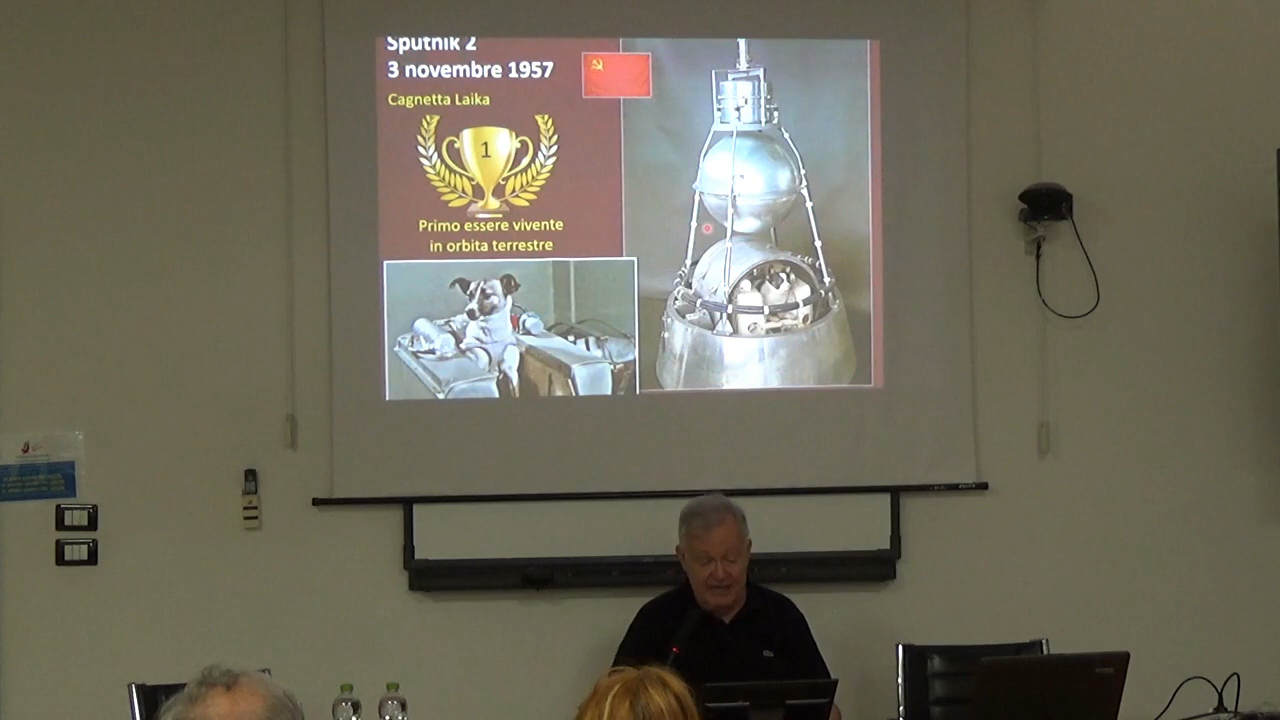 Sputnik 2
3 novembre 1957
Cagnetta Laika
1
Primo essere vivente
in orbita terrestre